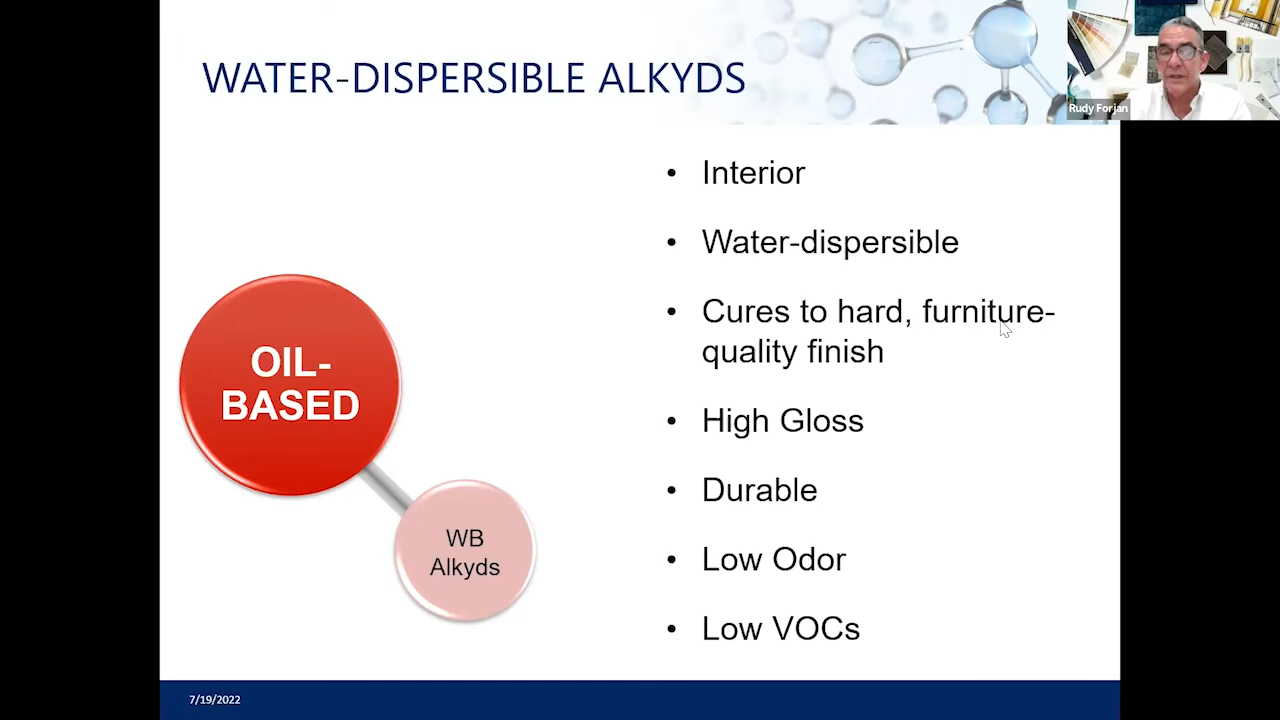 WATER-DISPERSIBLE ALKYDS
Rudy Forjan
• Interior
• Water-dispersible
• Cures to hard, furniture-
quality finish
• High Gloss
• Durable
• Low Odor
• Low VOCs
OIL-
BASED
WB
Alkyds
7/19/2022